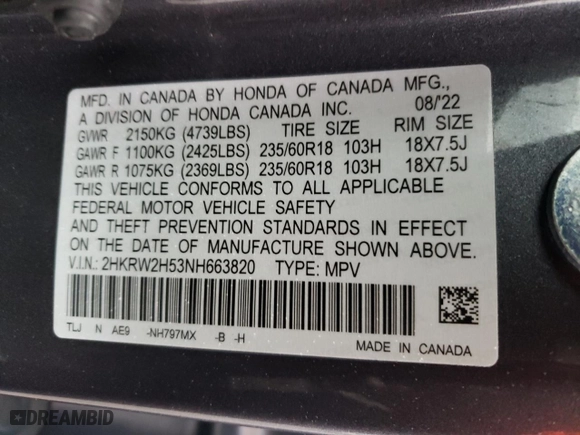 MFD. IN CANADA BY HONDA OF CANADA MFG.,
A DIVISION OF HONDA CANADA INC. 08/'22
GVWR 2150KG (4739LBS) TIRE SIZE RIM SIZE
GAWR F 1100KG (2425LBS) 235/60R18 103H 18X7.5J
GAWR R 1075KG (2369LBS) 235/60R18 103H 18X7.5J
THIS VEHICLE CONFORMS TO ALL APPLICABLE
FEDERAL MOTOR VEHICLE SAFETY
AND THEFT PREVENTION STANDARDS IN EFFECT
ON THE DATE OF MANUFACTURE SHOWN ABOVE.
V.I.N.: 2HKRW2H53NH663820 TYPE: MPV
TLJ N AE9 -NH797MX -B -H
MADE IN CANADA
DREAMBID